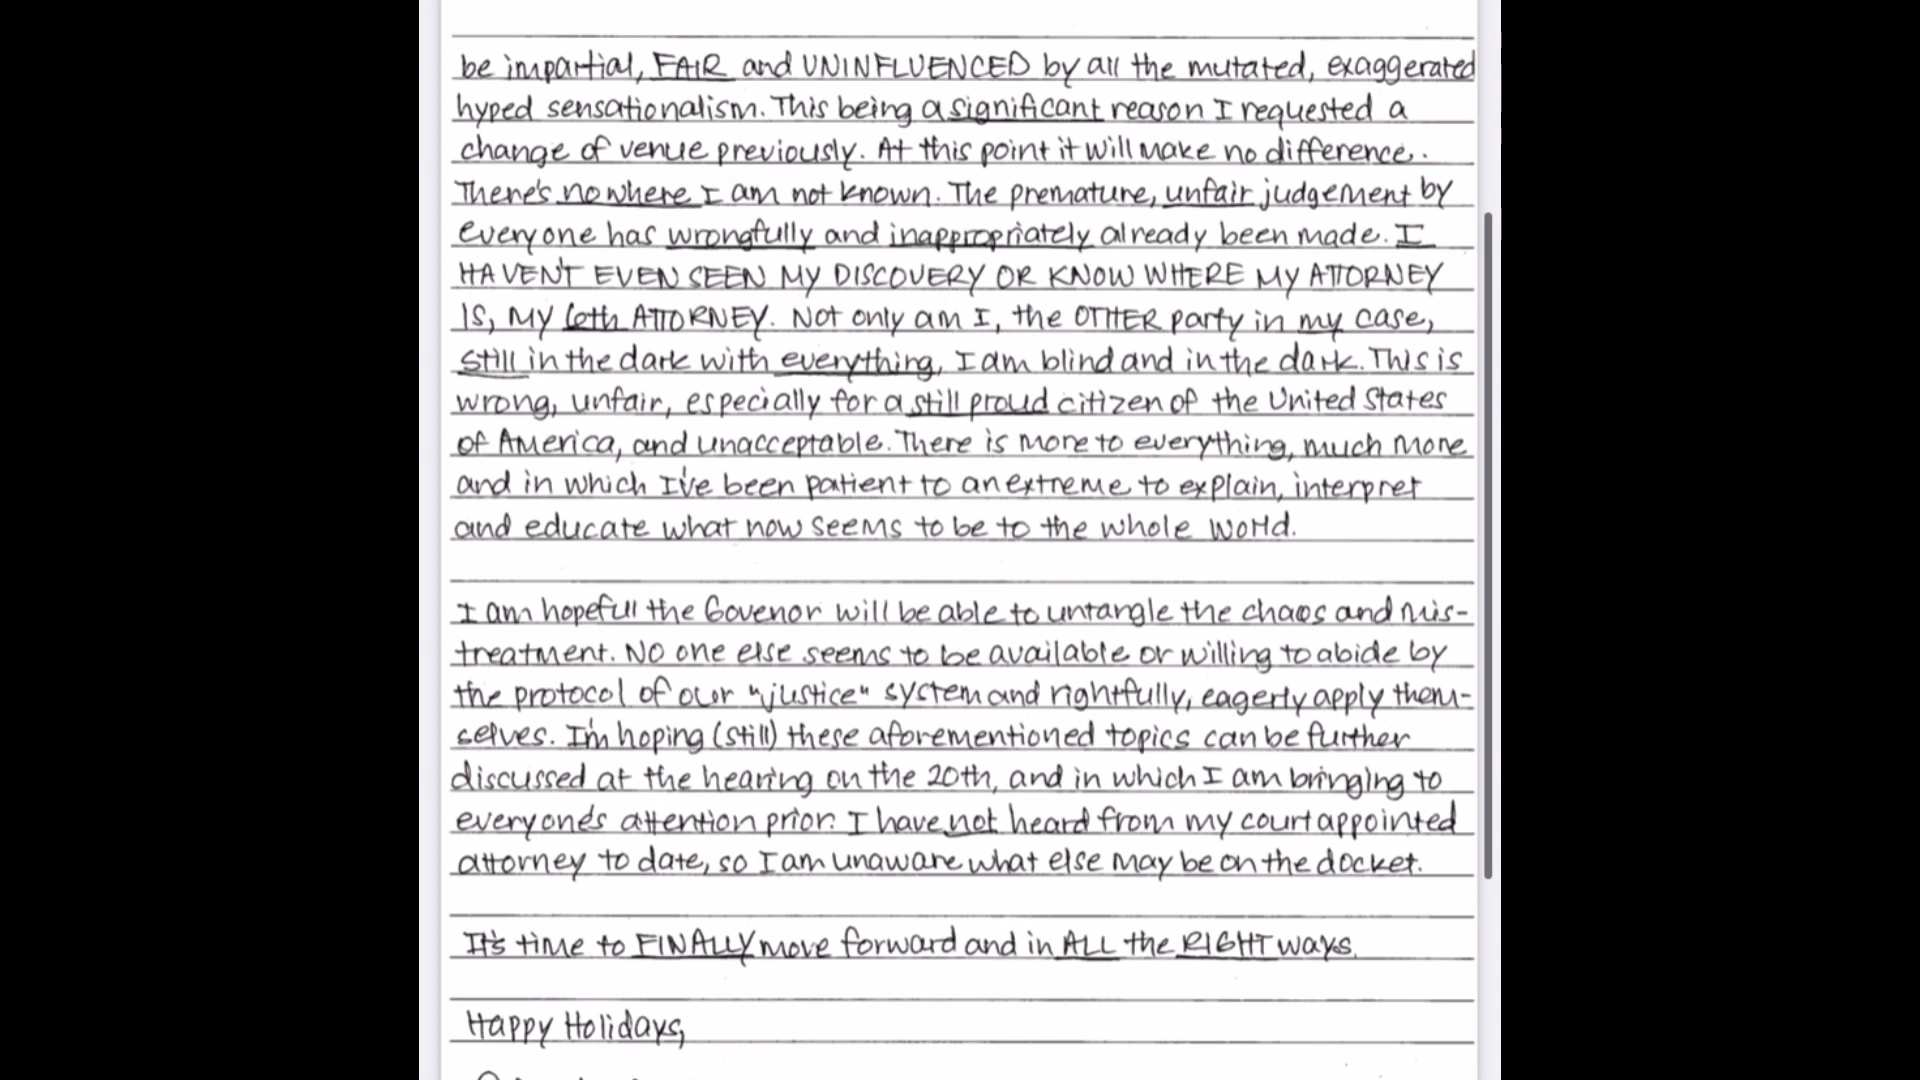 be impartial, FAIR and UNINFLUENCED by all the mutated, exaggerated
hyped sensationalism. This being a significant reason I requested a
change of venue previously. At this point it will make no difference.
There's nowhere I am not known. The premature, unfair judgement by
everyone has wrongfully and inappropriately already been made. I
HAVEN'T EVEN SEEN MY DISCOVERY OR KNOW WHERE MY ATTORNEY
IS, MY 6eth ATTORNEY. Not only am I, the OTHER party in my case,
still in the dark with everything, I am blind and in the dark. This is
wrong, unfair, especially for a still proud citizen of the United States
of America, and unacceptable. There is more to everything, much more
and in which I've been patient to an extreme to explain, interpret
and educate what now seems to be to the whole world.
I am hopefull the Govenor will be able to untangle the chaos and mis-
treatment. No one else seems to be available or willing to abide by
the protocol of our "justice" system and rightfully, eagerly apply them-
selves. I'm hoping (still) these aforementioned topics can be further
discussed at the hearing on the 20th, and in which I am bringing to
everyone's attention prior. I have not heard from my court appointed
attorney to date, so I am unaware what else may be on the docket.
It's time to FINALLY move forward and in ALL the RIGHT ways.
Happy Holidays,